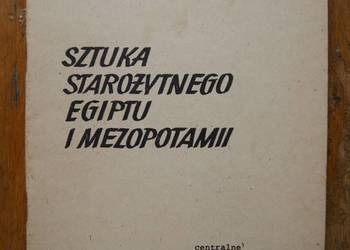 SZTUKA
STAROŻYTNEGO
EGIPTU
I MEZOPOTAMII
centralne